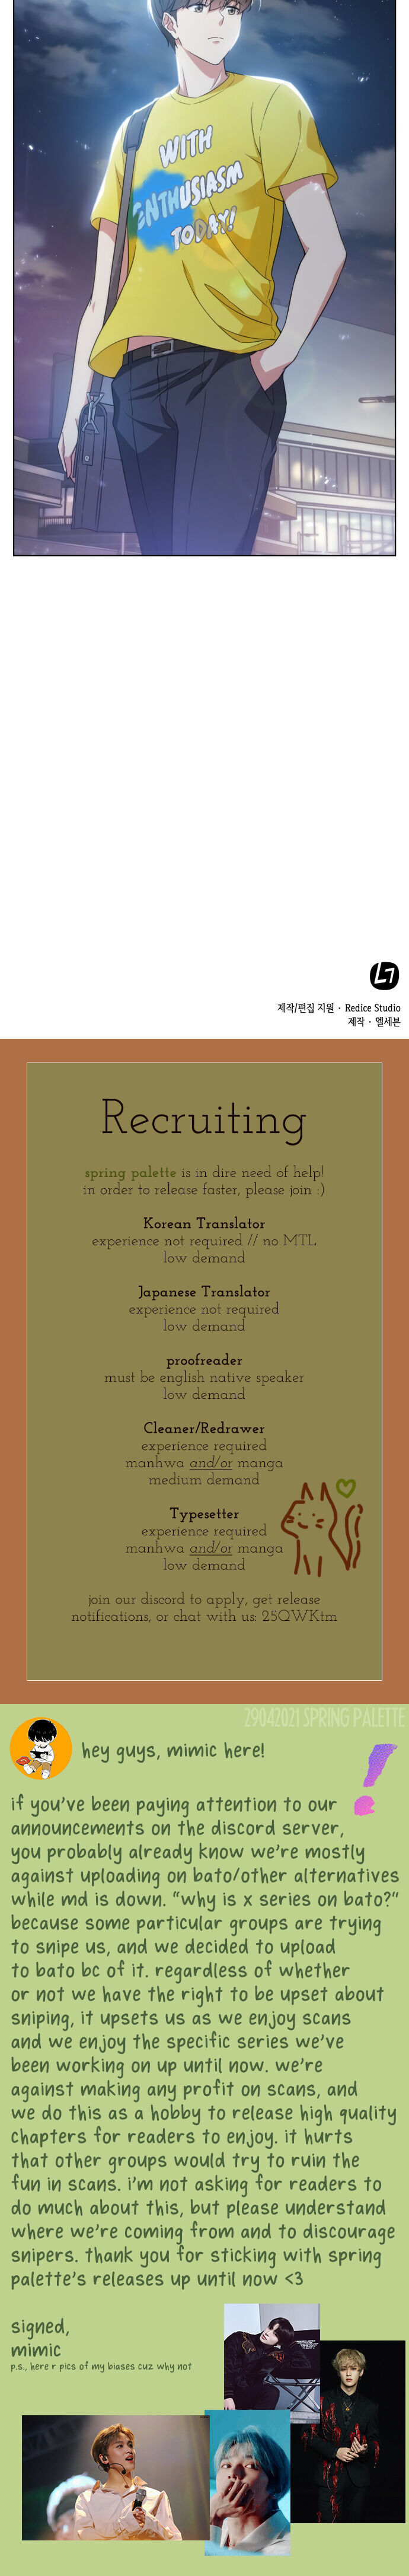 WITH
ENTHUSIASM
TODAY!
제작/편집 지원 · Redice Studio
제작 · 엘세븐
Recruiting
spring palette is in dire need of help!
in order to release faster, please join :)
Korean Translator
experience not required // no MTL
low demand
Japanese Translator
experience not required
low demand
proofreader
must be english native speaker
low demand
Cleaner/Redrawer
experience required
manhwa and/or manga
medium demand
Typesetter
experience required
manhwa and/or manga
low demand
join our discord to apply, get release
notifications, or chat with us: 25QWKtm
29042021 SPRING PALETTE
hey guys, mimic here!
if you've been paying attention to our
announcements on the discord server,
you probably already know we're mostly
against uploading on bato/other alternatives
while md is down. "why is x series on bato?"
because some particular groups are trying
to snipe us, and we decided to upload
to bato bc of it. regardless of whether
or not we have the right to be upset about
sniping, it upsets us as we enjoy scans
and we enjoy the specific series we've
been working on up until now. we're
against making any profit on scans, and
we do this as a hobby to release high quality
chapters for readers to enjoy. it hurts
that other groups would try to ruin the
fun in scans. i'm not asking for readers to
do much about this, but please understand
where we're coming from and to discourage
snipers. thank you for sticking with spring
palette's releases up until now <3
signed,
mimic
p.s., here r pics of my biases cuz why not